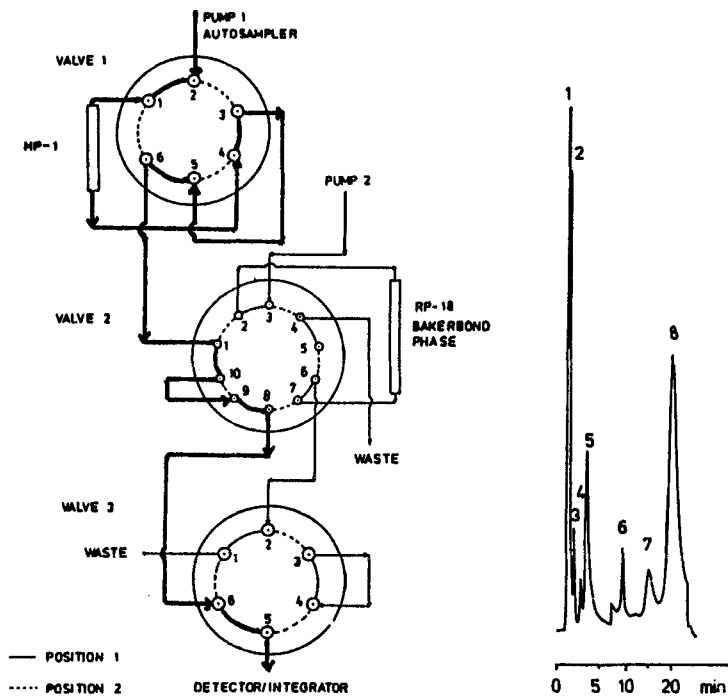 PUMP 1
AUTOSAMPLER
VALVE 1
1
2
3
4
5
6
HP-1
PUMP 2
VALVE 2
1
2
3
4
5
6
7
8
9
10
RP-18
BAKERBOND
PHASE
WASTE
VALVE 3
WASTE
1
2
3
4
5
6
POSITION 1
POSITION 2
DETECTOR/INTEGRATOR
1
2
3
4
5
6
7
8
0 5 10 20 min